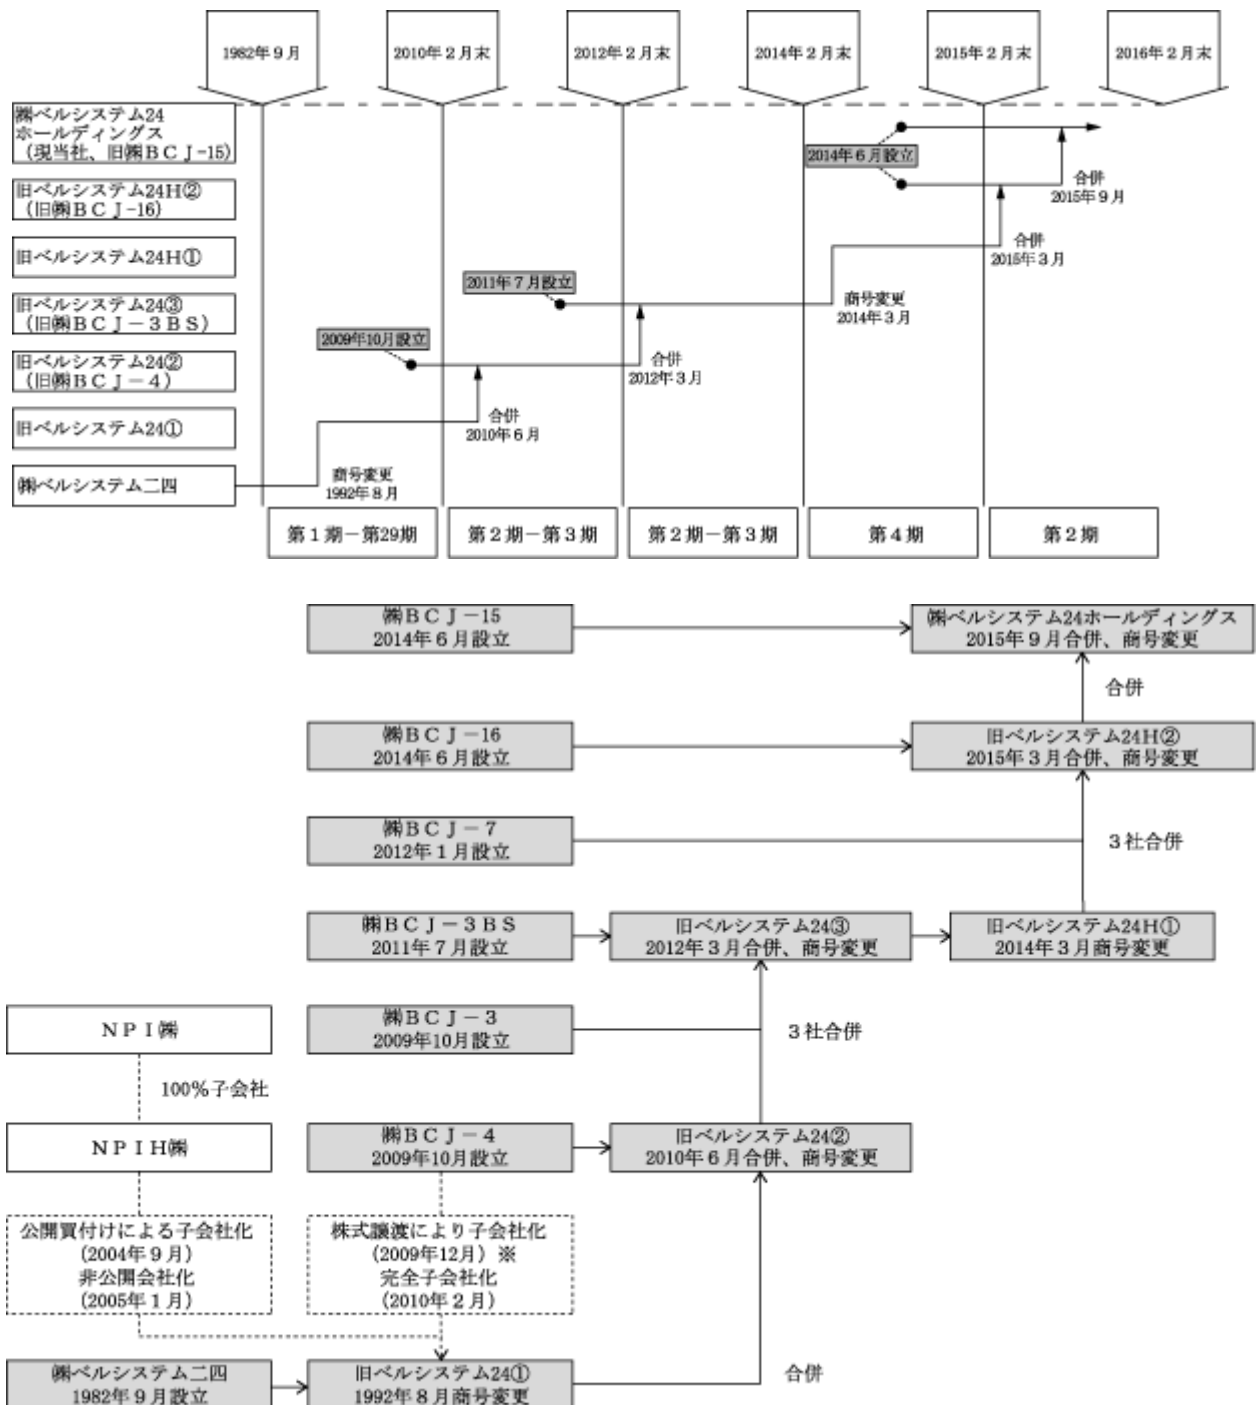 1982年９月
2010年２月末
2012年２月末
2014年２月末
2015年２月末
2016年２月末
㈱ベルシステム24
ホールディングス
（現当社、旧㈱ＢＣＪ-15）
旧ベルシステム24H②
（旧㈱ＢＣＪ-16）
旧ベルシステム24H①
旧ベルシステム24③
（旧㈱ＢＣＪ－３ＢＳ）
旧ベルシステム24②
（旧㈱ＢＣＪ－４）
旧ベルシステム24①
㈱ベルシステム二四
2014年６月設立
合併
2015年９月
合併
2015年３月
2011年７月設立
商号変更
2014年３月
2009年10月設立
合併
2012年３月
合併
2010年６月
商号変更
1992年８月
第１期－第29期
第２期－第３期
第２期－第３期
第４期
第２期
㈱ＢＣＪ－15
2014年６月設立
㈱ベルシステム24ホールディングス
2015年９月合併、商号変更
合併
㈱ＢＣＪ－16
2014年６月設立
旧ベルシステム24H②
2015年３月合併、商号変更
㈱ＢＣＪ－７
2012年１月設立
３社合併
㈱ＢＣＪ－３ＢＳ
2011年７月設立
旧ベルシステム24③
2012年３月合併、商号変更
旧ベルシステム24H①
2014年３月商号変更
ＮＰＩ㈱
㈱ＢＣＪ－３
2009年10月設立
３社合併
100%子会社
ＮＰＩＨ㈱
㈱ＢＣＪ－４
2009年10月設立
旧ベルシステム24②
2010年６月合併、商号変更
公開買付けによる子会社化
（2004年９月）
非公開会社化
（2005年１月）
株式譲渡により子会社化
（2009年12月）※
完全子会社化
（2010年２月）
㈱ベルシステム二四
1982年９月設立
旧ベルシステム24①
1992年８月商号変更
合併